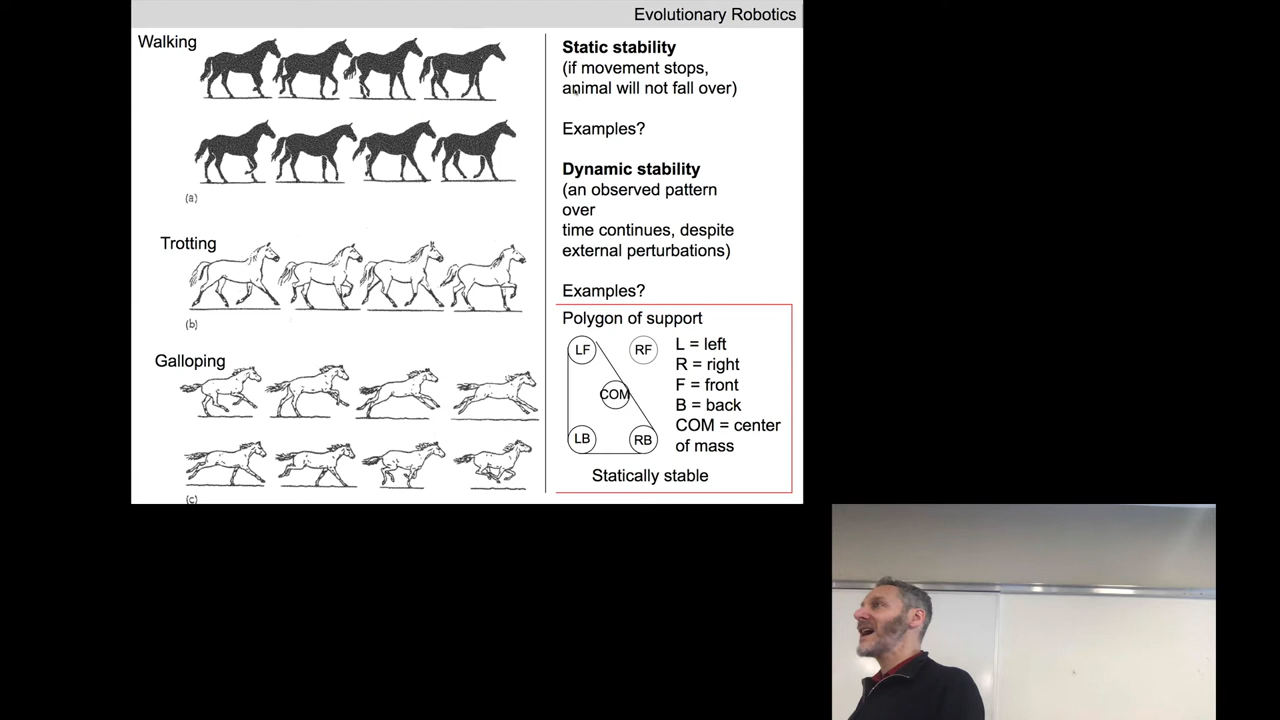 Evolutionary Robotics
Walking
(a)
Trotting
(b)
Galloping
(c)
Static stability
(if movement stops,
animal will not fall over)
Examples?
Dynamic stability
(an observed pattern
over
time continues, despite
external perturbations)
Examples?
Polygon of support
LF
RF
COM
LB
RB
L = left
R = right
F = front
B = back
COM = center
of mass
Statically stable